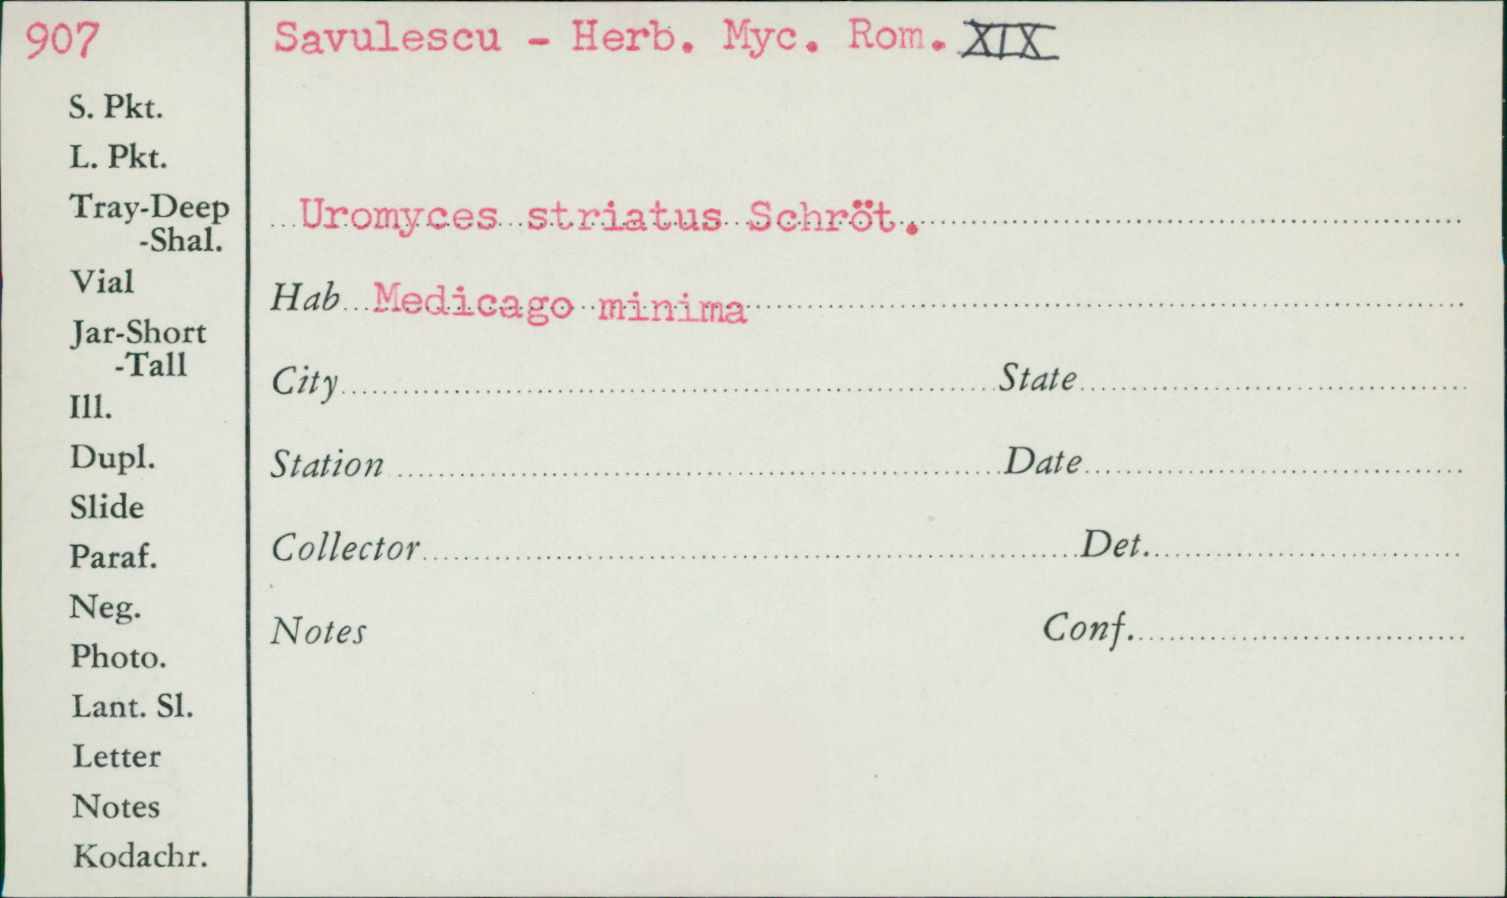 907
Savulescu - Herb. Myc. Rom. XIX
S. Pkt.
L. Pkt.
Tray-Deep
-Shal.
Vial
Jar-Short
-Tall
Ill.
Dupl.
Slide
Paraf.
Neg.
Photo.
Lant. Sl.
Letter
Notes
Kodachr.
Uromyces striatus Schröt.
Hab Medicago minima
City State
Station Date
Collector Det.
Notes Conf.